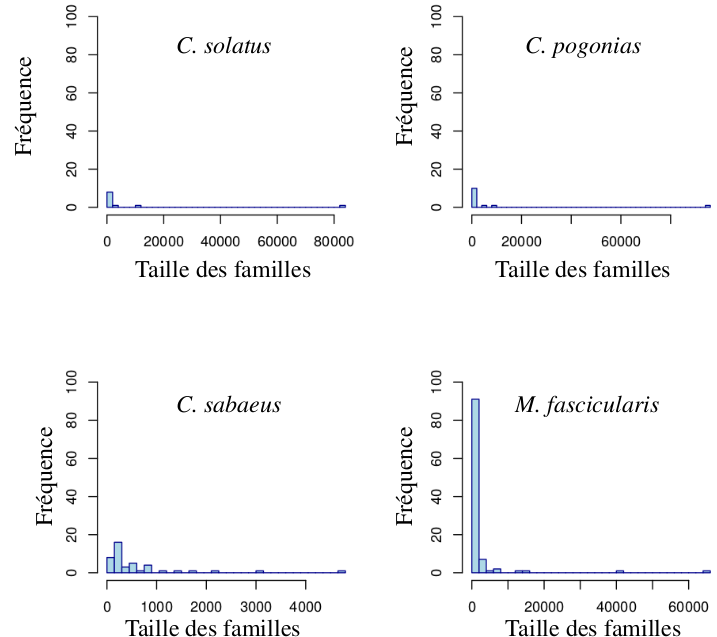 C. solatus
Fréquence
0 20 40 60 80 100
0 20000 40000 60000 80000
Taille des familles
C. pogonias
Fréquence
0 20 40 60 80 100
0 20000 60000
Taille des familles
C. sabaeus
Fréquence
0 20 40 60 80 100
0 1000 2000 3000 4000
Taille des familles
M. fascicularis
Fréquence
0 20 40 60 80 100
0 20000 40000 60000
Taille des familles